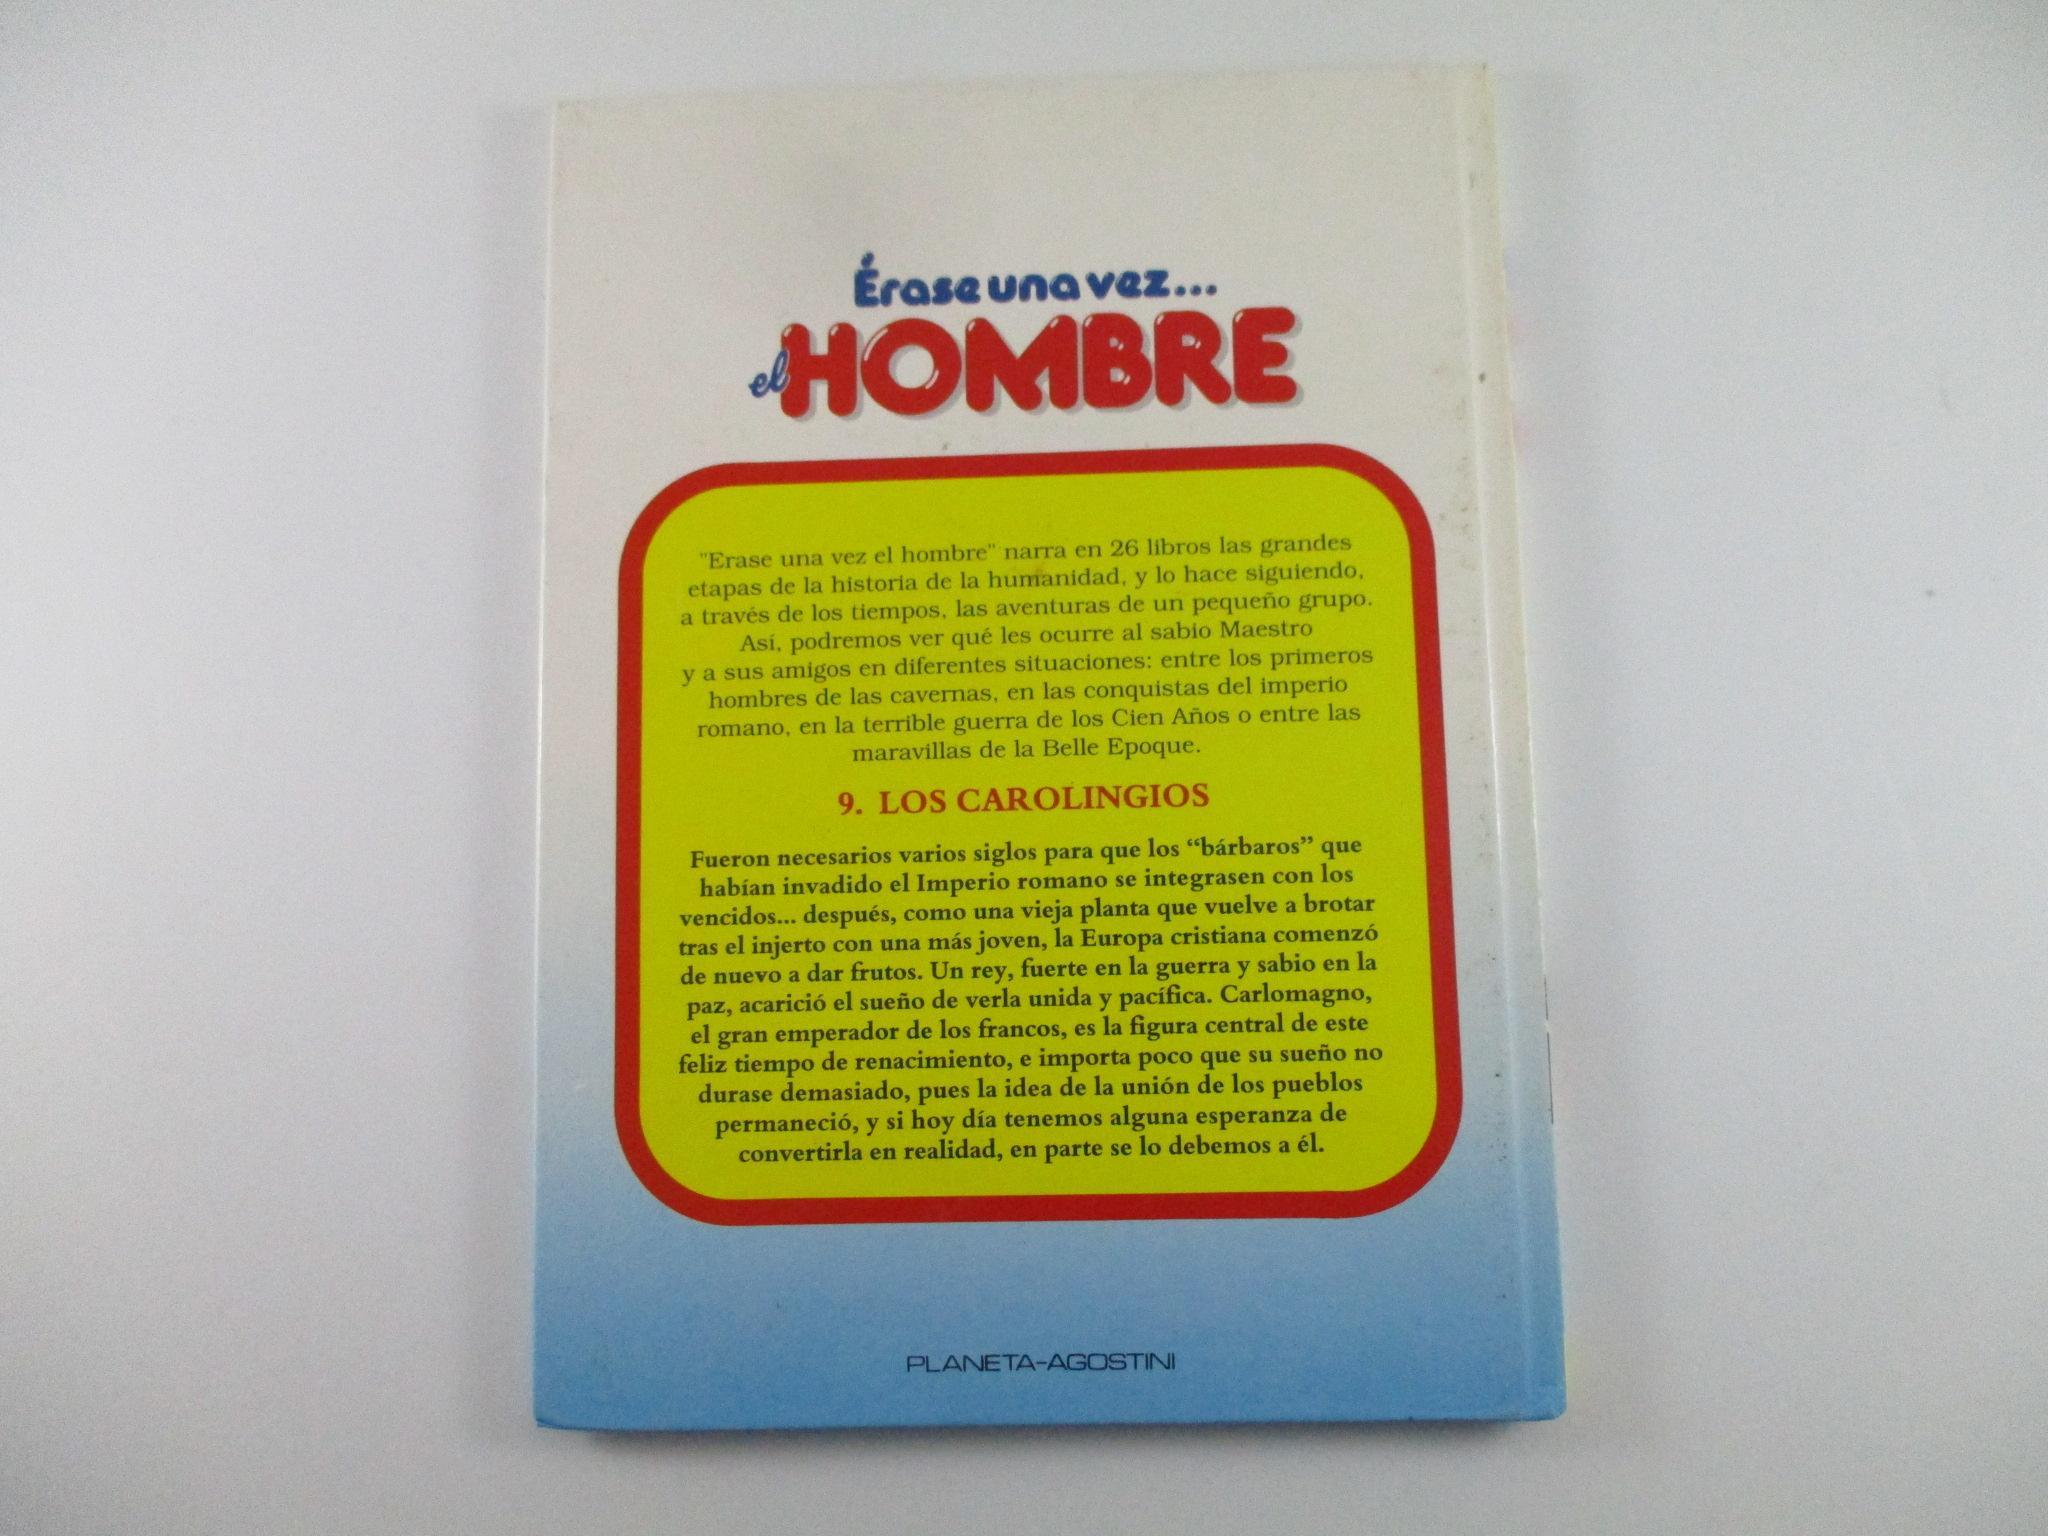 Érase una vez...
el HOMBRE
"Erase una vez el hombre" narra en 26 libros las grandes
etapas de la historia de la humanidad, y lo hace siguiendo,
a través de los tiempos, las aventuras de un pequeño grupo.
Así, podremos ver qué les ocurre al sabio Maestro
y a sus amigos en diferentes situaciones: entre los primeros
hombres de las cavernas, en las conquistas del imperio
romano, en la terrible guerra de los Cien Años o entre las
maravillas de la Belle Epoque.
9. LOS CAROLINGIOS
Fueron necesarios varios siglos para que los “bárbaros” que
habían invadido el Imperio romano se integrasen con los
vencidos... después, como una vieja planta que vuelve a brotar
tras el injerto con una más joven, la Europa cristiana comenzó
de nuevo a dar frutos. Un rey, fuerte en la guerra y sabio en la
paz, acarició el sueño de verla unida y pacífica. Carlomagno,
el gran emperador de los francos, es la figura central de este
feliz tiempo de renacimiento, e importa poco que su sueño no
durase demasiado, pues la idea de la unión de los pueblos
permaneció, y si hoy día tenemos alguna esperanza de
convertirla en realidad, en parte se lo debemos a él.
PLANETA-AGOSTINI